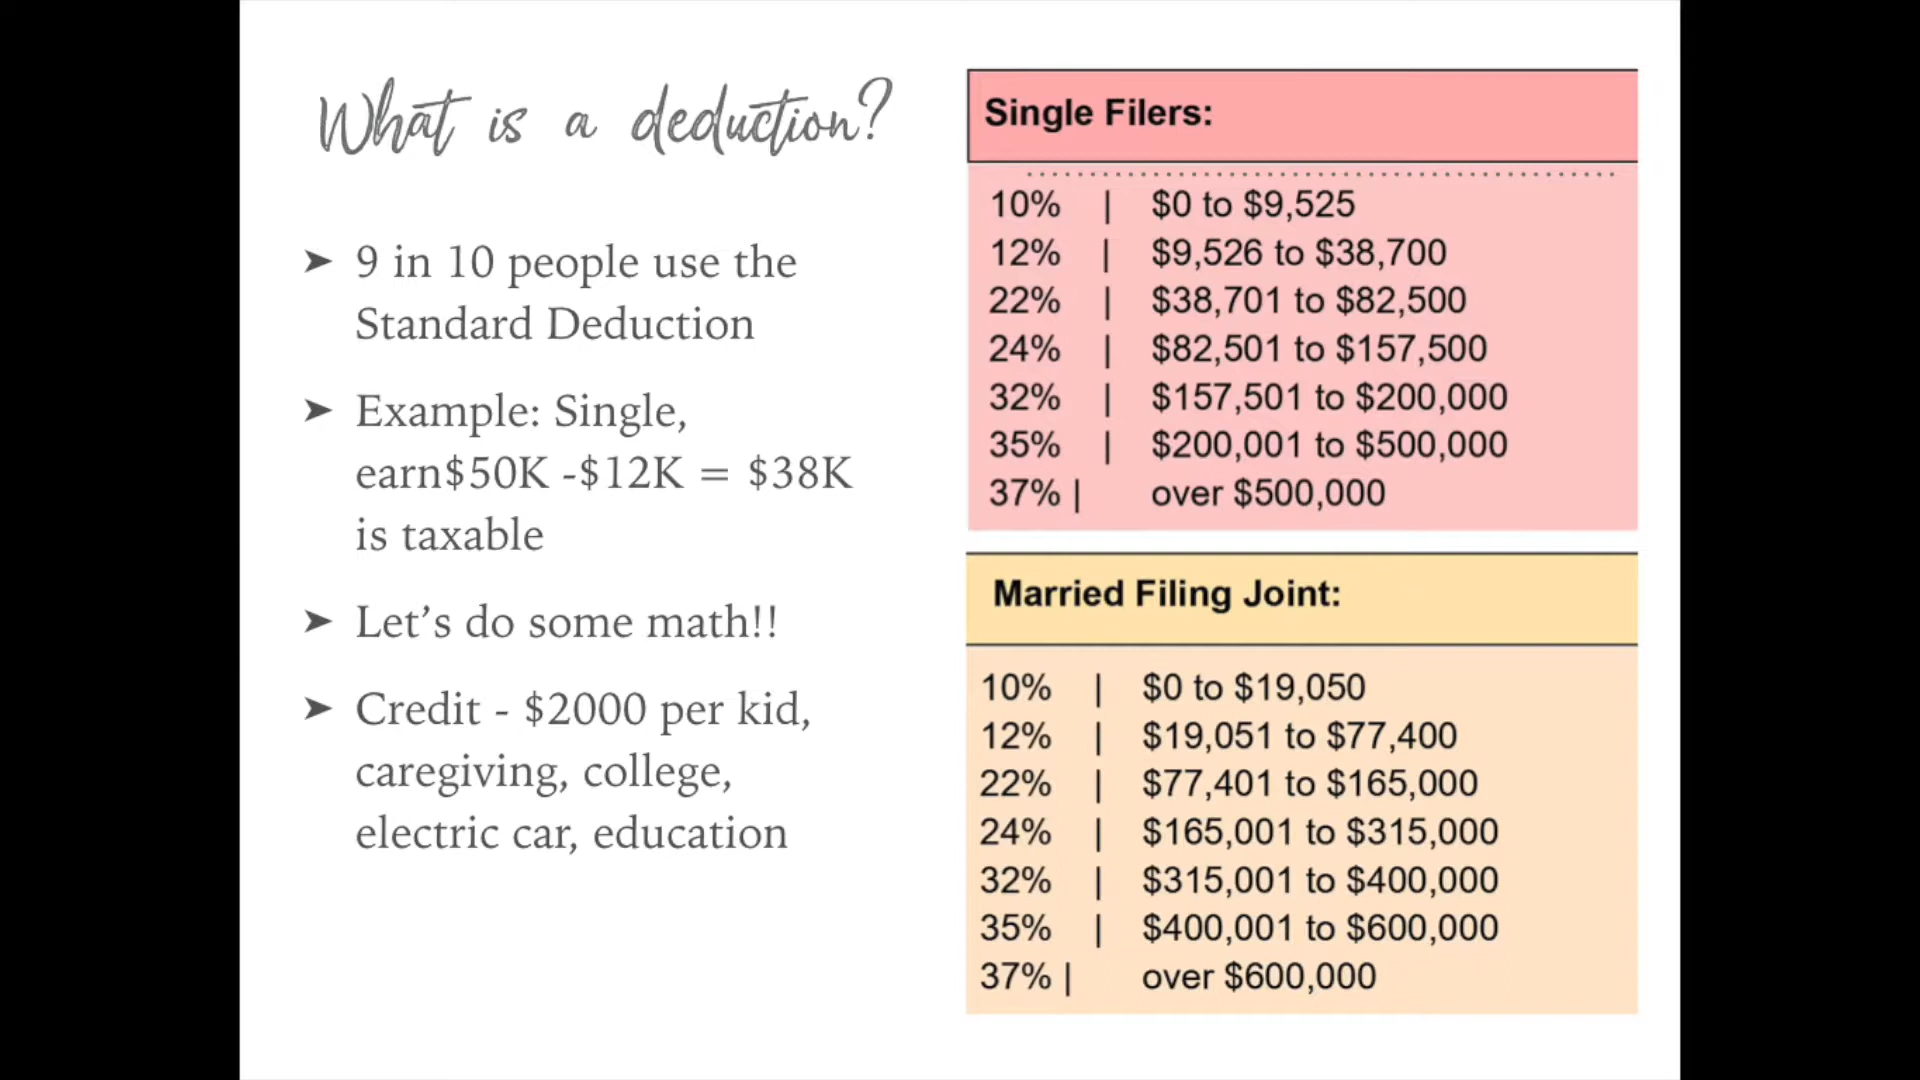 What is a deduction?
➤ 9 in 10 people use the
Standard Deduction
➤ Example: Single,
earn$50K -$12K = $38K
is taxable
➤ Let’s do some math!!
➤ Credit - $2000 per kid,
caregiving, college,
electric car, education
Single Filers:
10% | $0 to $9,525
12% | $9,526 to $38,700
22% | $38,701 to $82,500
24% | $82,501 to $157,500
32% | $157,501 to $200,000
35% | $200,001 to $500,000
37% | over $500,000
Married Filing Joint:
10% | $0 to $19,050
12% | $19,051 to $77,400
22% | $77,401 to $165,000
24% | $165,001 to $315,000
32% | $315,001 to $400,000
35% | $400,001 to $600,000
37% | over $600,000